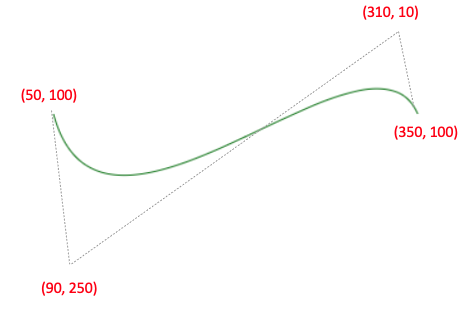 (310, 10)
(50, 100)
(350, 100)
(90, 250)